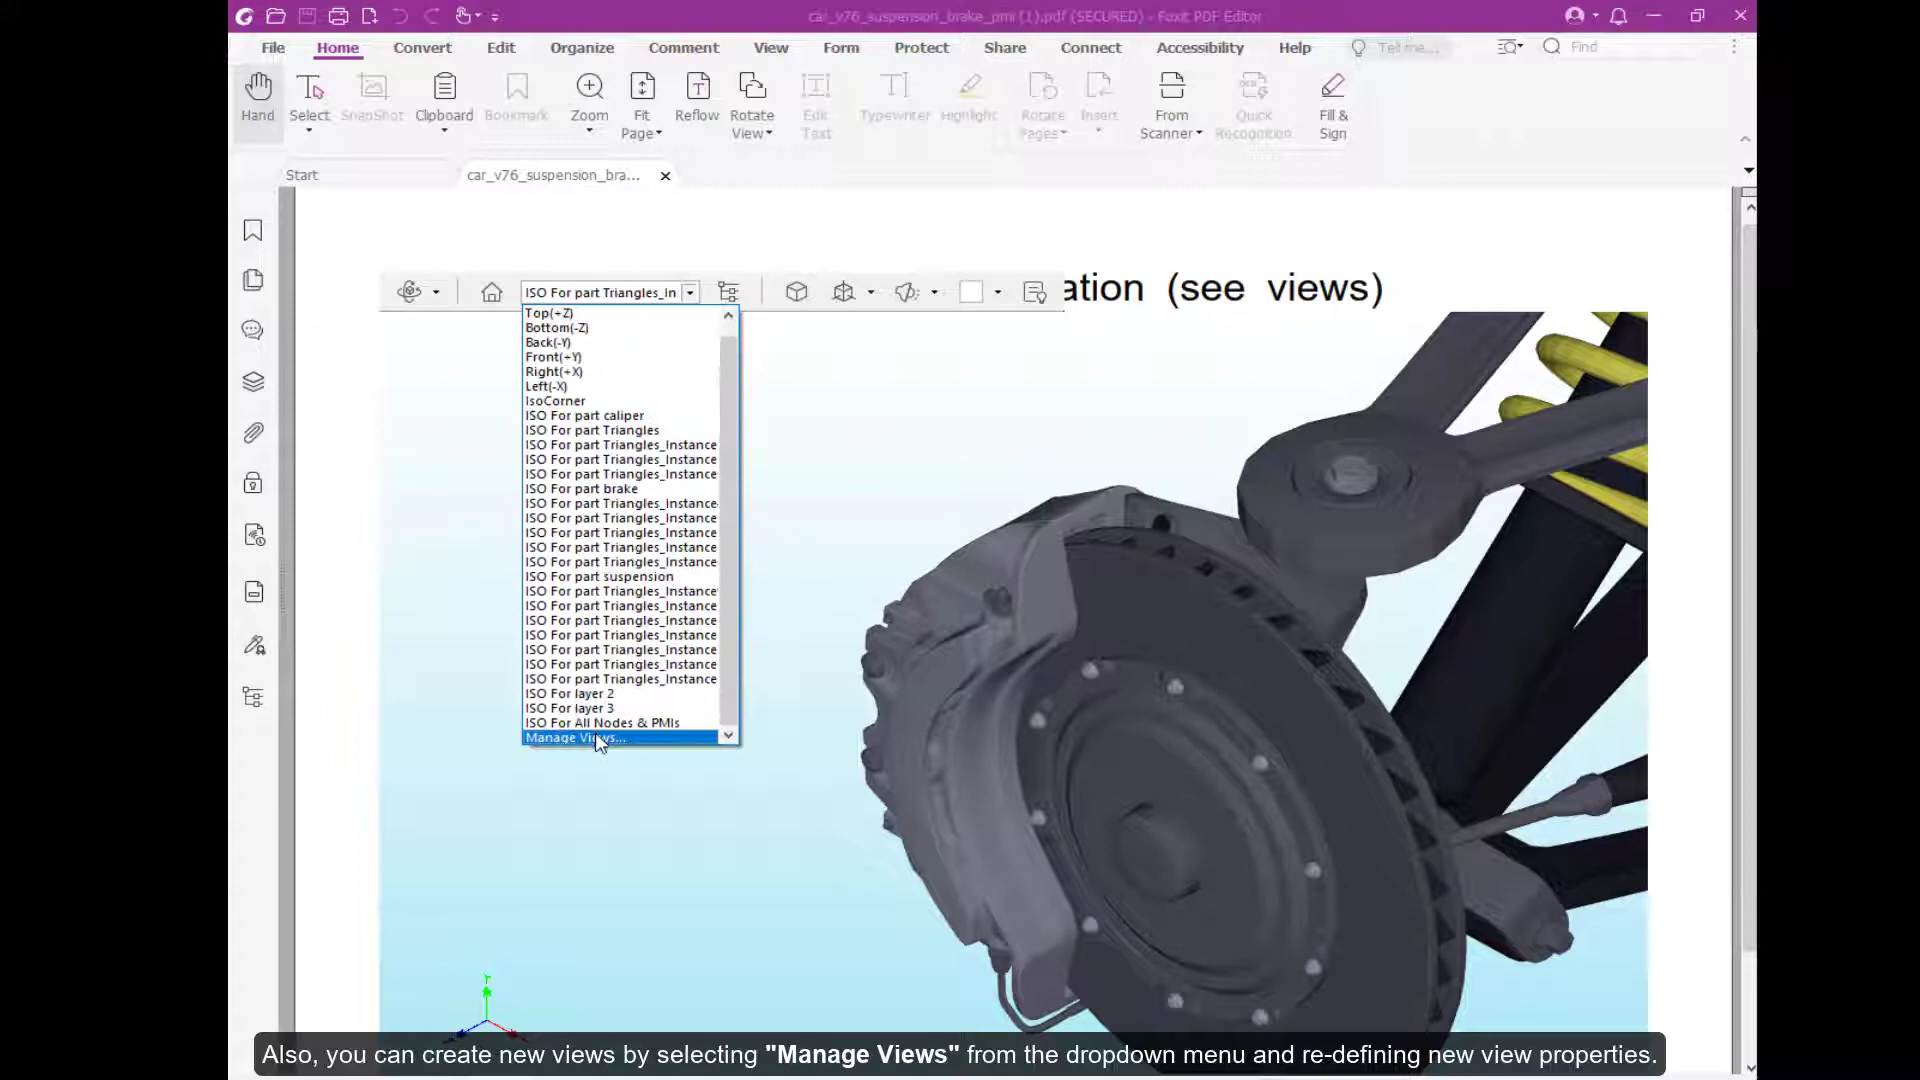 car_v76_suspension_brake_pmi (1).pdf (SECURED) - Foxit PDF Editor
File Home Convert Edit Organize Comment View Form Protect Share Connect Accessibility Help Tell me... Find
Hand Select SnapShot Clipboard Bookmark Zoom Fit Page Reflow Rotate View Edit Text Typewriter Highlight Rotate Pages Insert From Scanner Quick Recognition Fill & Sign
Start car_v76_suspension_bra...
ation (see views)
ISO For part Triangles_In
Top(+Z)
Bottom(-Z)
Back(-Y)
Front(+Y)
Right(+X)
Left(-X)
IsoCorner
ISO For part caliper
ISO For part Triangles
ISO For part Triangles_Instance
ISO For part Triangles_Instance
ISO For part Triangles_Instance
ISO For part brake
ISO For part Triangles_Instance
ISO For part Triangles_Instance
ISO For part Triangles_Instance
ISO For part Triangles_Instance
ISO For part Triangles_Instance
ISO For part suspension
ISO For part Triangles_Instance
ISO For part Triangles_Instance
ISO For part Triangles_Instance
ISO For part Triangles_Instance
ISO For part Triangles_Instance
ISO For part Triangles_Instance
ISO For part Triangles_Instance
ISO For layer 2
ISO For layer 3
ISO For All Nodes & PMIs
Manage Views...
Y
Also, you can create new views by selecting "Manage Views" from the dropdown menu and re-defining new view properties.